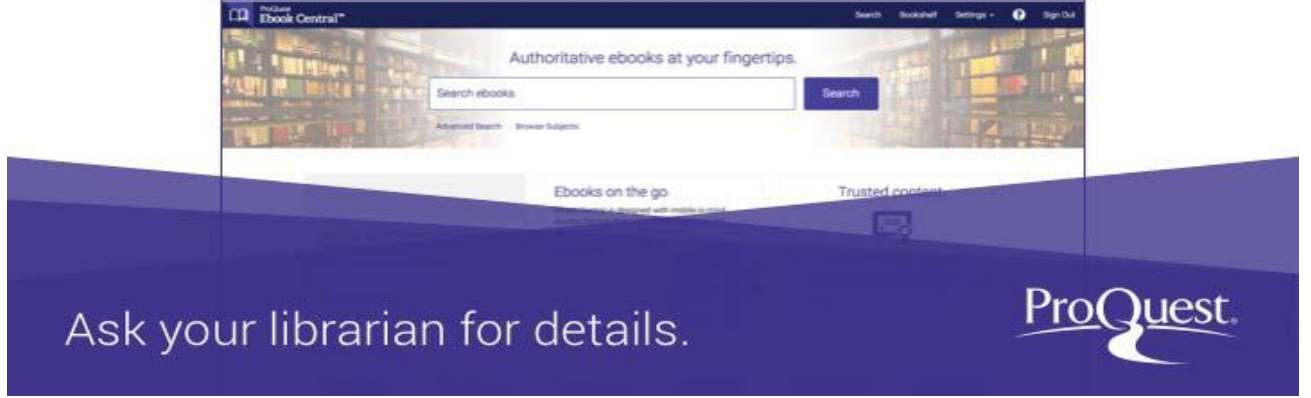 ProQuest
Ebook Central™
Search Bookshelf Settings Sign Out
Authoritative ebooks at your fingertips.
Search ebooks
Search
Advanced Search Browse Subjects
Ebooks on the go
Trusted content.
Ask your librarian for details.
ProQuest®